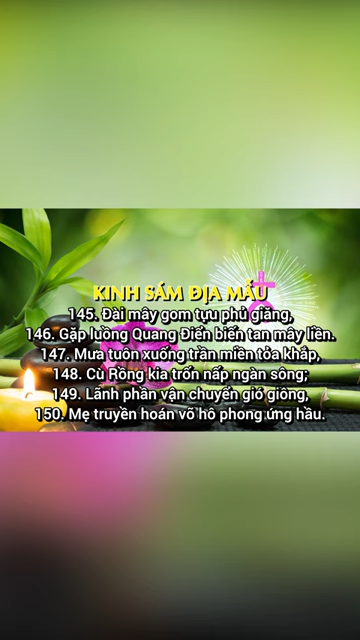 KINH SÁM ĐỊA MẪU
145. Đài mây gom tựu phủ giăng,
146. Gặp luồng Quang Điển biến tan mây liền.
147. Mưa tuôn xuống trần miền tỏa khắp,
148. Cù Rồng kia trốn nấp ngàn sông;
149. Lãnh phần vận chuyển gió giông,
150. Mẹ truyền hoán võ hô phong ứng hầu.